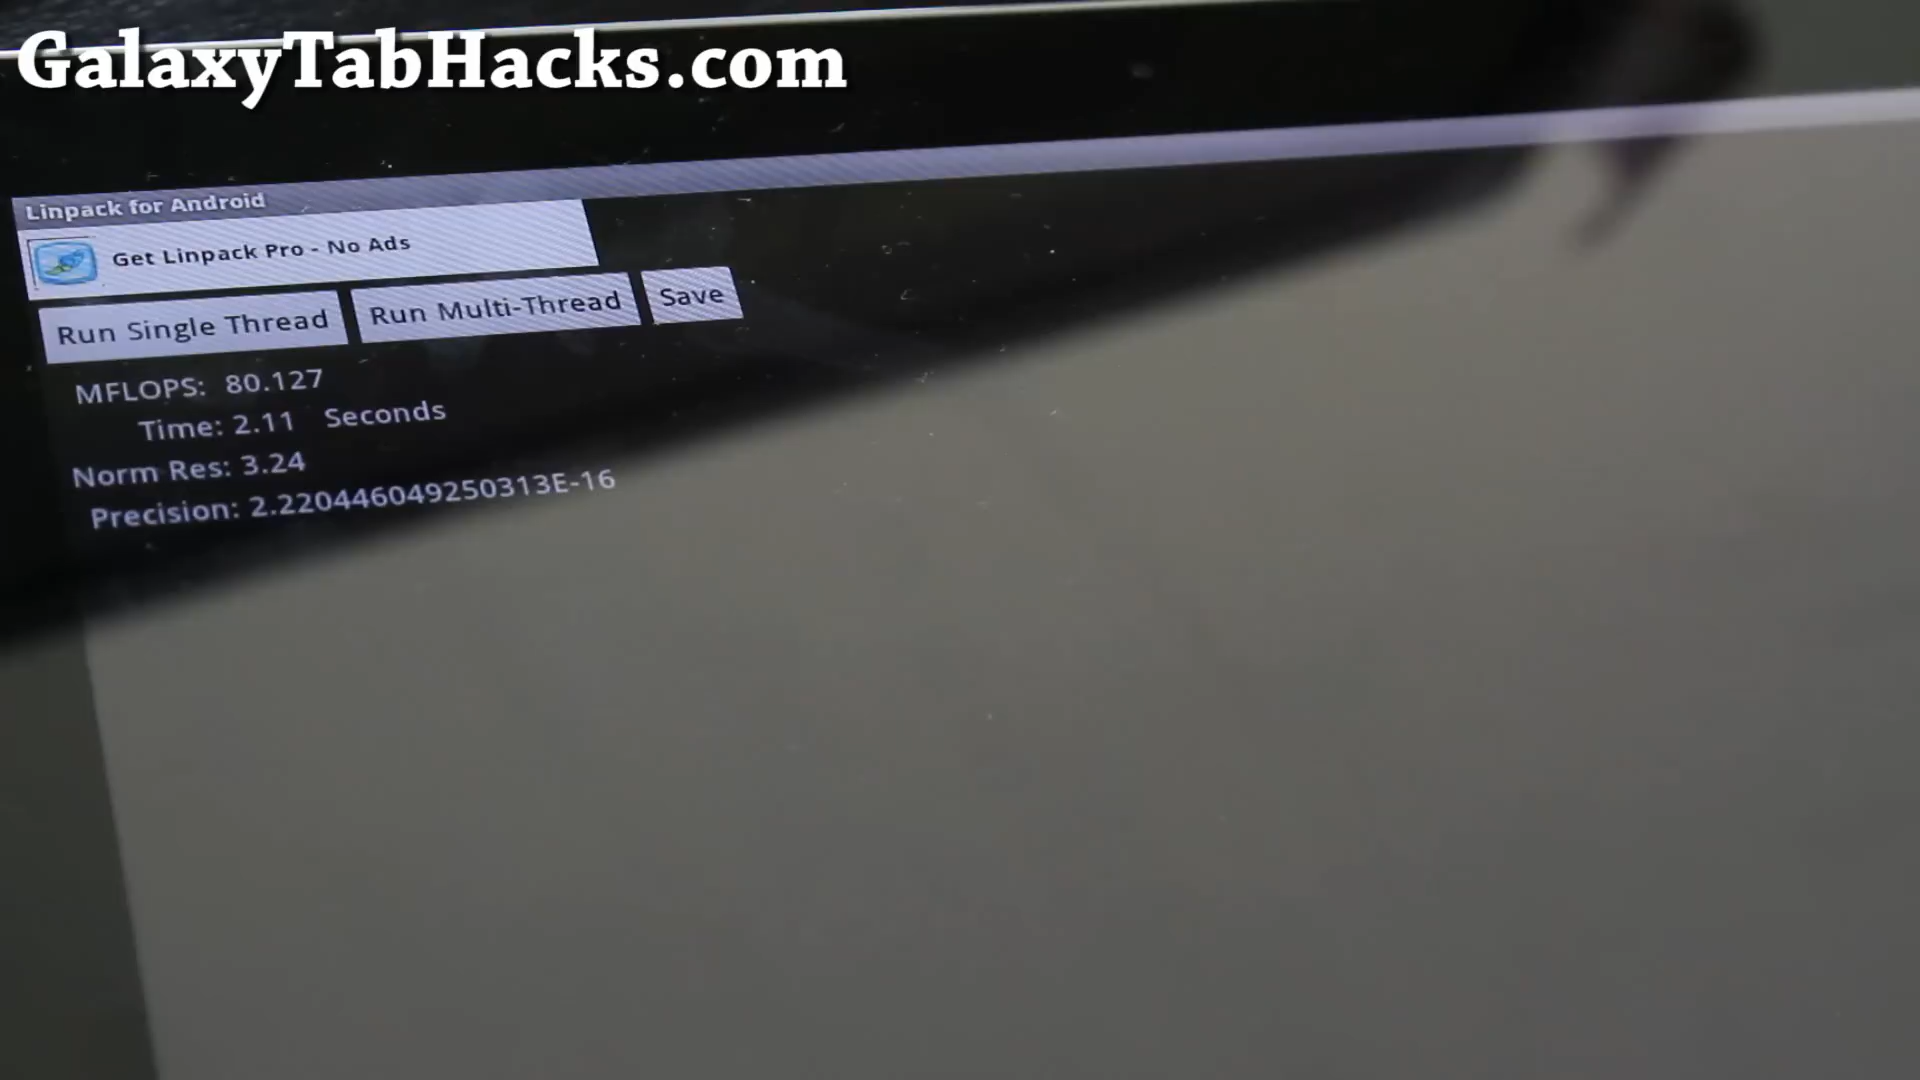 GalaxyTabHacks.com
Linpack for Android
Get Linpack Pro - No Ads
Run Single Thread Run Multi-Thread Save
MFLOPS: 80.127
Time: 2.11 Seconds
Norm Res: 3.24
Precision: 2.220446049250313E-16